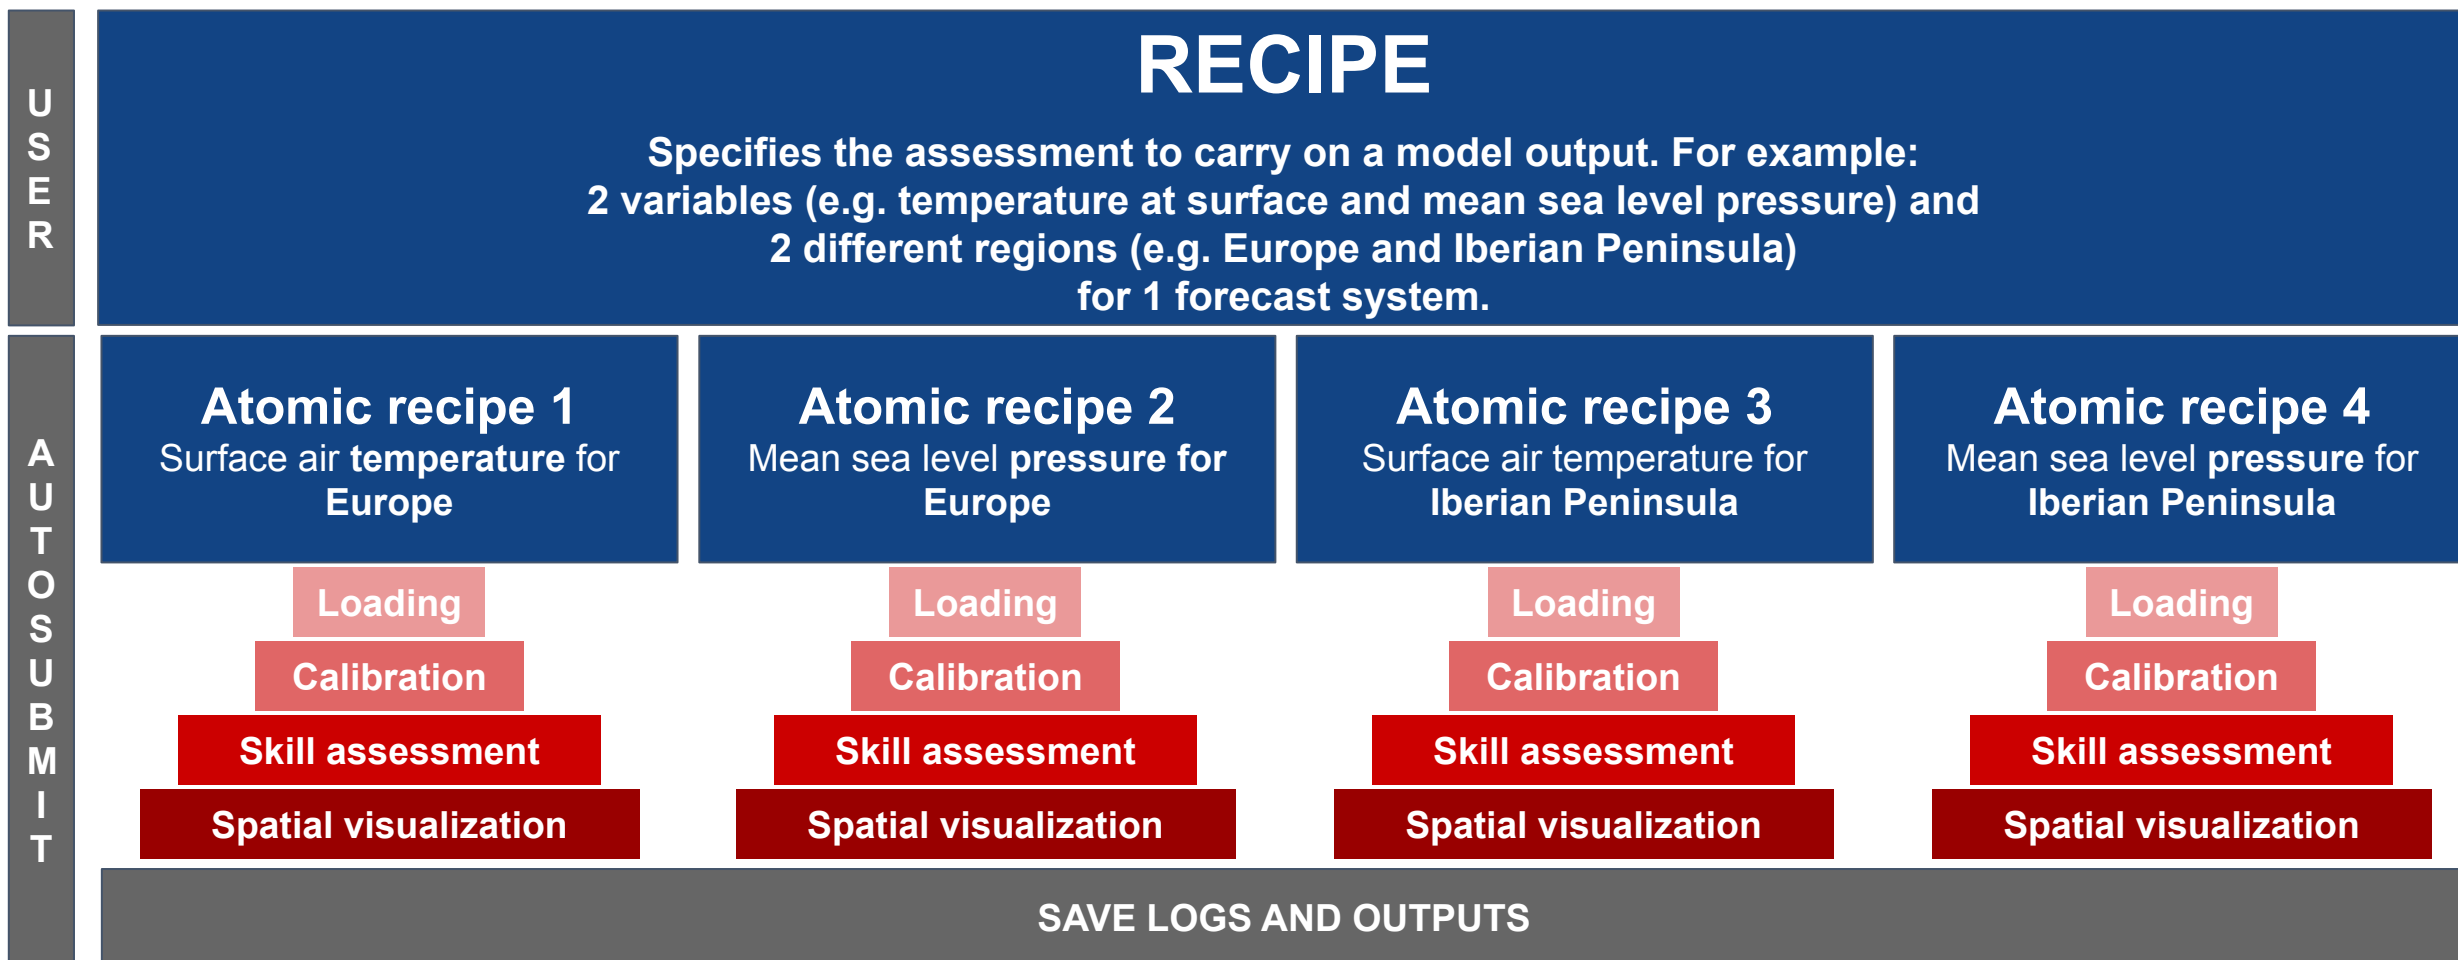 USER
RECIPE
Specifies the assessment to carry on a model output. For example:
2 variables (e.g. temperature at surface and mean sea level pressure) and
2 different regions (e.g. Europe and Iberian Peninsula)
for 1 forecast system.
AUTOSUBMIT
Atomic recipe 1
Surface air temperature for
Europe
Loading
Calibration
Skill assessment
Spatial visualization
Atomic recipe 2
Mean sea level pressure for
Europe
Loading
Calibration
Skill assessment
Spatial visualization
Atomic recipe 3
Surface air temperature for
Iberian Peninsula
Loading
Calibration
Skill assessment
Spatial visualization
Atomic recipe 4
Mean sea level pressure for
Iberian Peninsula
Loading
Calibration
Skill assessment
Spatial visualization
SAVE LOGS AND OUTPUTS